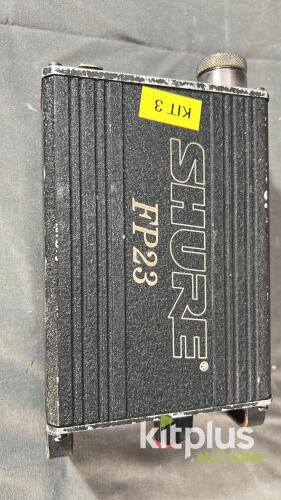 KIT 3
SHURE®
FP23
kitplus
AUCTIONS